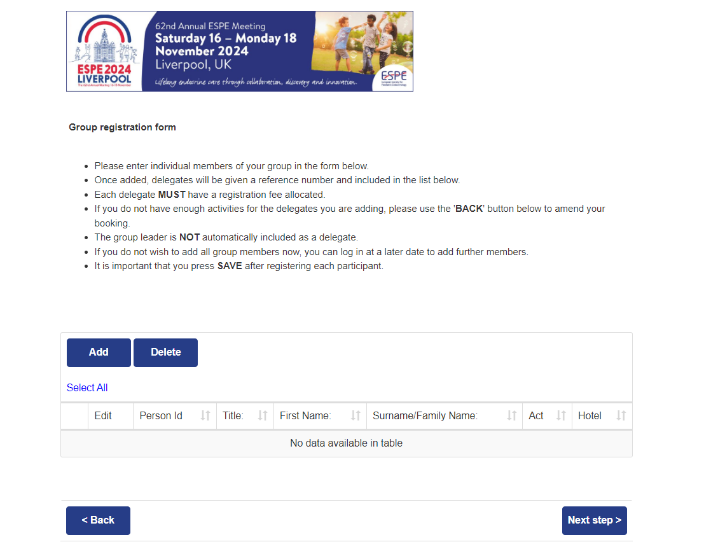 62nd Annual ESPE Meeting
Saturday 16 – Monday 18
November 2024
Liverpool, UK
Lifelong endocrine care through collaboration, discovery and innovation.
ESPE 2024
LIVERPOOL
ESPE
Group registration form
• Please enter individual members of your group in the form below.
• Once added, delegates will be given a reference number and included in the list below.
• Each delegate MUST have a registration fee allocated.
• If you do not have enough activities for the delegates you are adding, please use the 'BACK' button below to amend your
booking.
• The group leader is NOT automatically included as a delegate.
• If you do not wish to add all group members now, you can log in at a later date to add further members.
• It is important that you press SAVE after registering each participant.
Add Delete
Select All
Edit Person Id Title: First Name: Surname/Family Name: Act Hotel
No data available in table
< Back Next step >